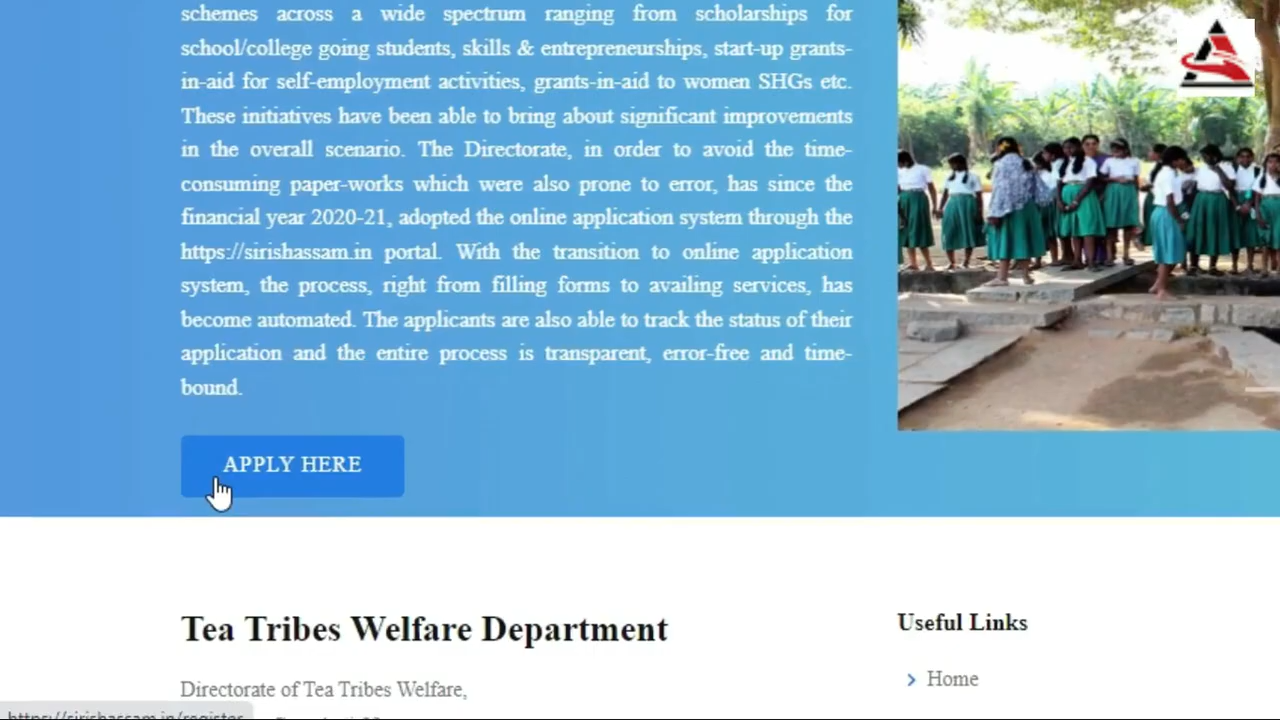 schemes across a wide spectrum ranging from scholarships for
school/college going students, skills & entrepreneurships, start-up grants-
in-aid for self-employment activities, grants-in-aid to women SHGs etc.
These initiatives have been able to bring about significant improvements
in the overall scenario. The Directorate, in order to avoid the time-
consuming paper-works which were also prone to error, has since the
financial year 2020-21, adopted the online application system through the
https://sirishassam.in portal. With the transition to online application
system, the process, right from filling forms to availing services, has
become automated. The applicants are also able to track the status of their
application and the entire process is transparent, error-free and time-
bound.
APPLY HERE
Tea Tribes Welfare Department
Directorate of Tea Tribes Welfare,
Useful Links
Home
https://sirishassam.in/register